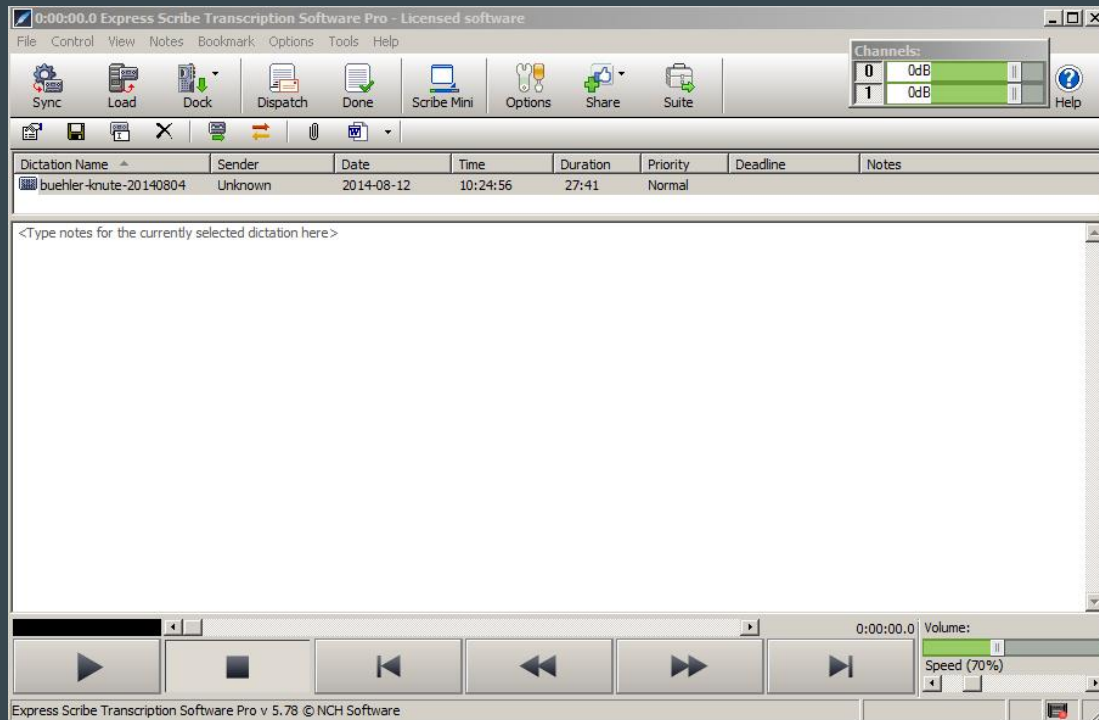 0:00:00.0 Express Scribe Transcription Software Pro - Licensed software
File Control View Notes Bookmark Options Tools Help
Channels:
0 0dB
1 0dB
Sync Load Dock Dispatch Done Scribe Mini Options Share Suite Help
Dictation Name Sender Date Time Duration Priority Deadline Notes
buehler-knute-20140804 Unknown 2014-08-12 10:24:56 27:41 Normal
<Type notes for the currently selected dictation here>
0:00:00.0 Volume:
Speed (70%)
Express Scribe Transcription Software Pro v 5.78 © NCH Software